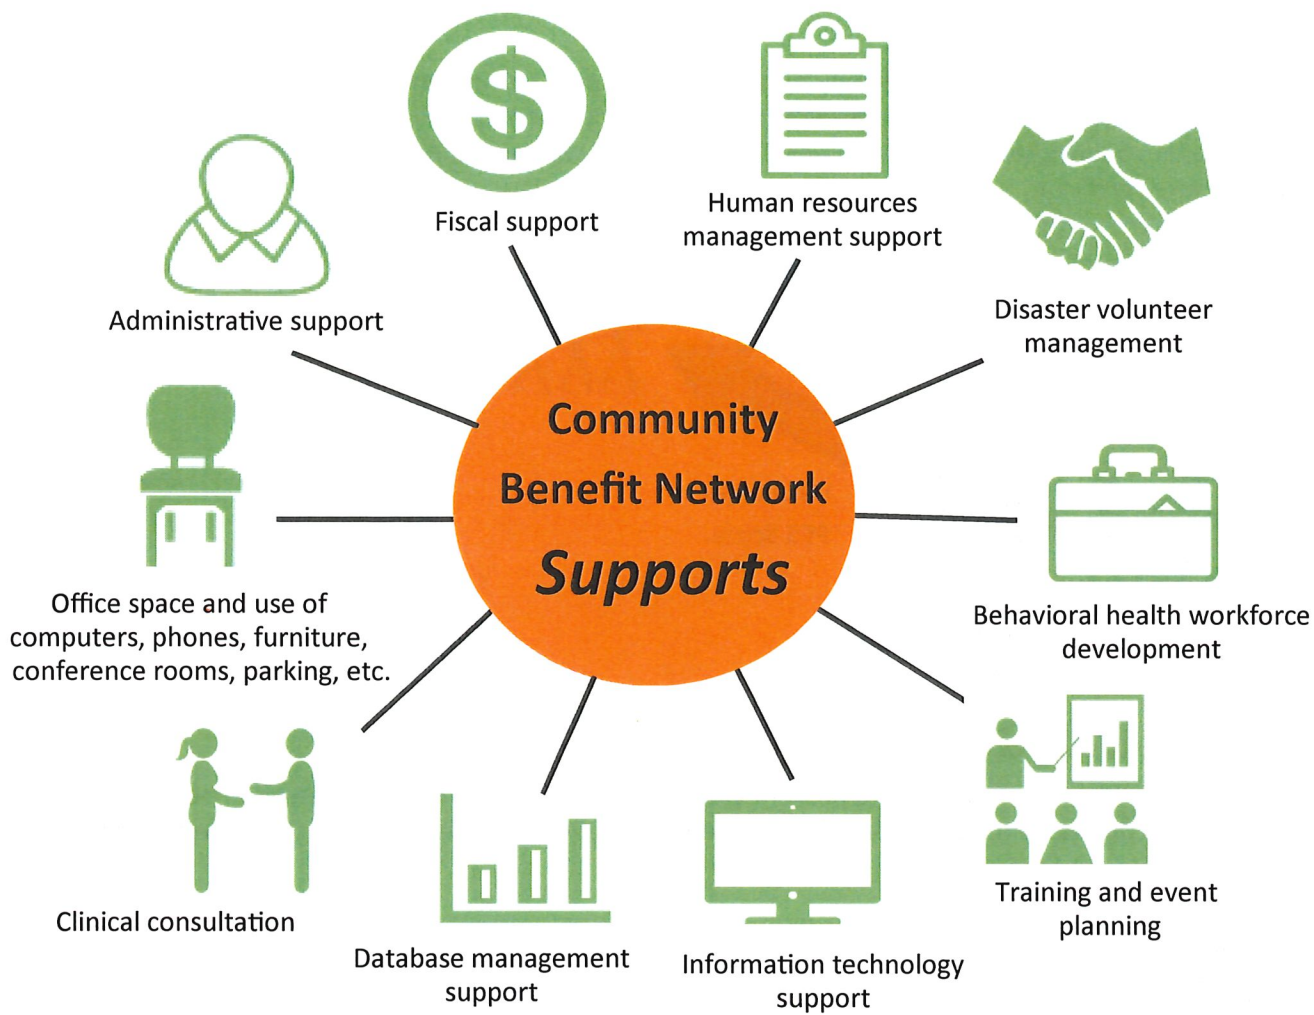 $
Fiscal support
Human resources
management support
Disaster volunteer
management
Administrative support
Community
Benefit Network
Supports
Office space and use of
computers, phones, furniture,
conference rooms, parking, etc.
Behavioral health workforce
development
Clinical consultation
Database management
support
Information technology
support
Training and event
planning